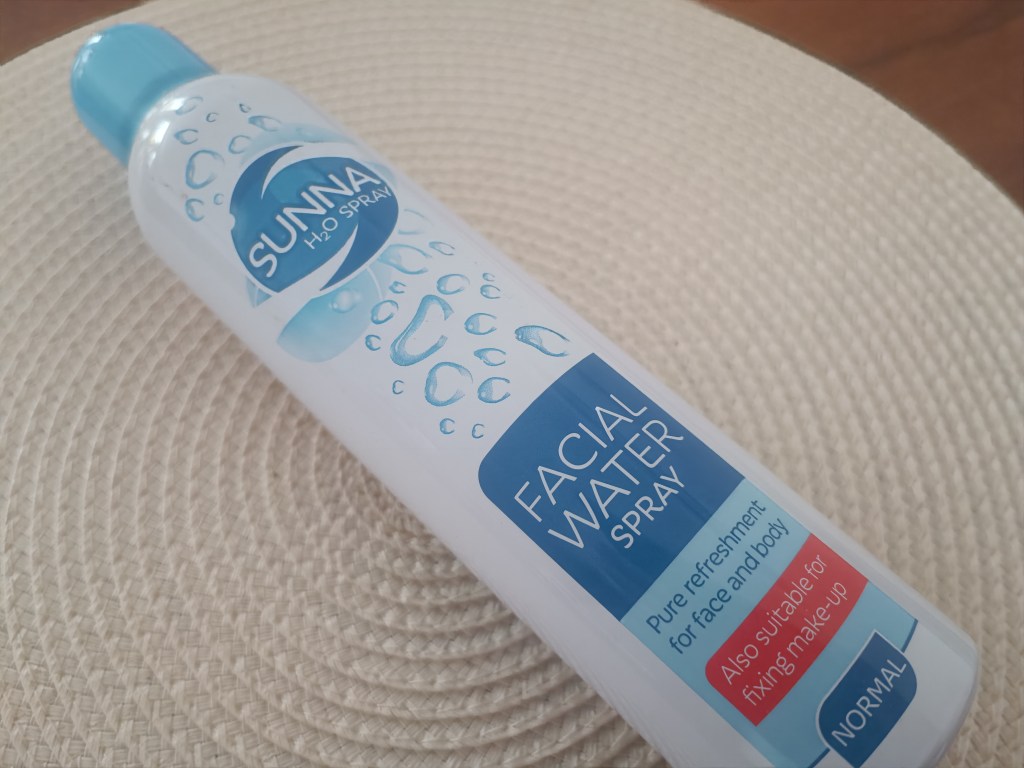 SUNNA
H₂O SPRAY
FACIAL
WATER
SPRAY
Pure refreshment
for face and body
Also suitable for
fixing make-up
NORMAL